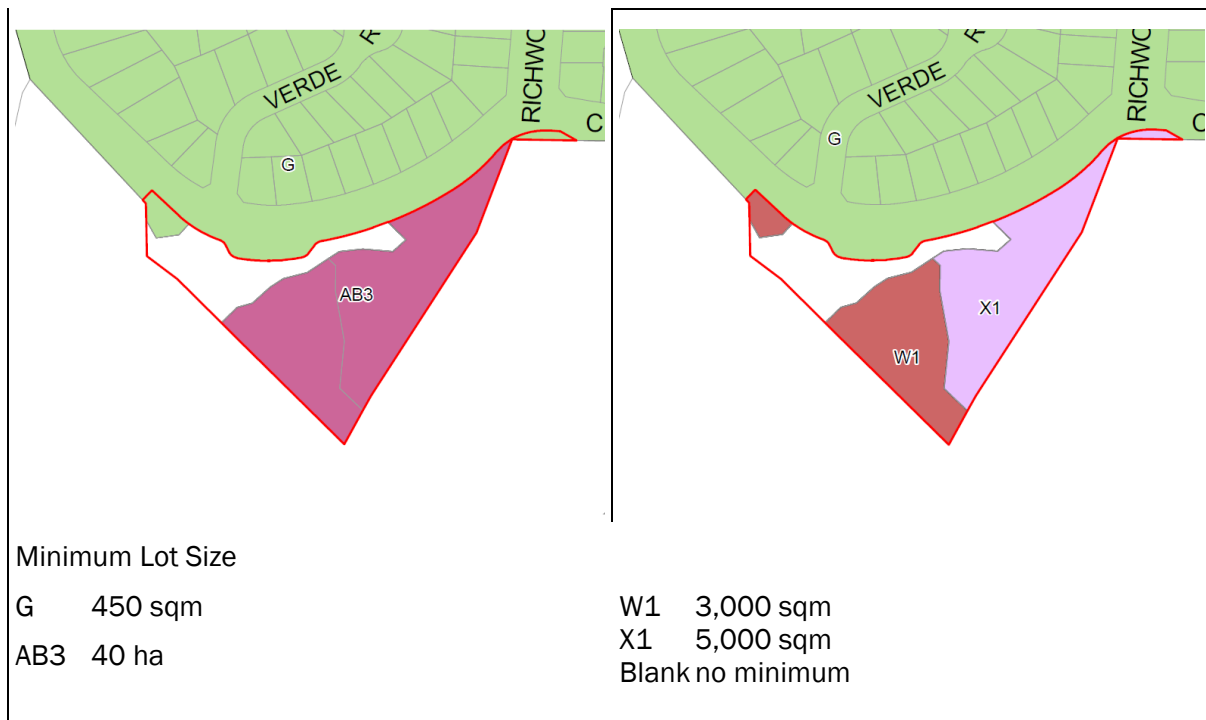 VERDE
R
RICHWO
C
G
AB3
VERDE
R
RICHWO
C
G
X1
W1
Minimum Lot Size
G 450 sqm
AB3 40 ha
W1 3,000 sqm
X1 5,000 sqm
Blank no minimum